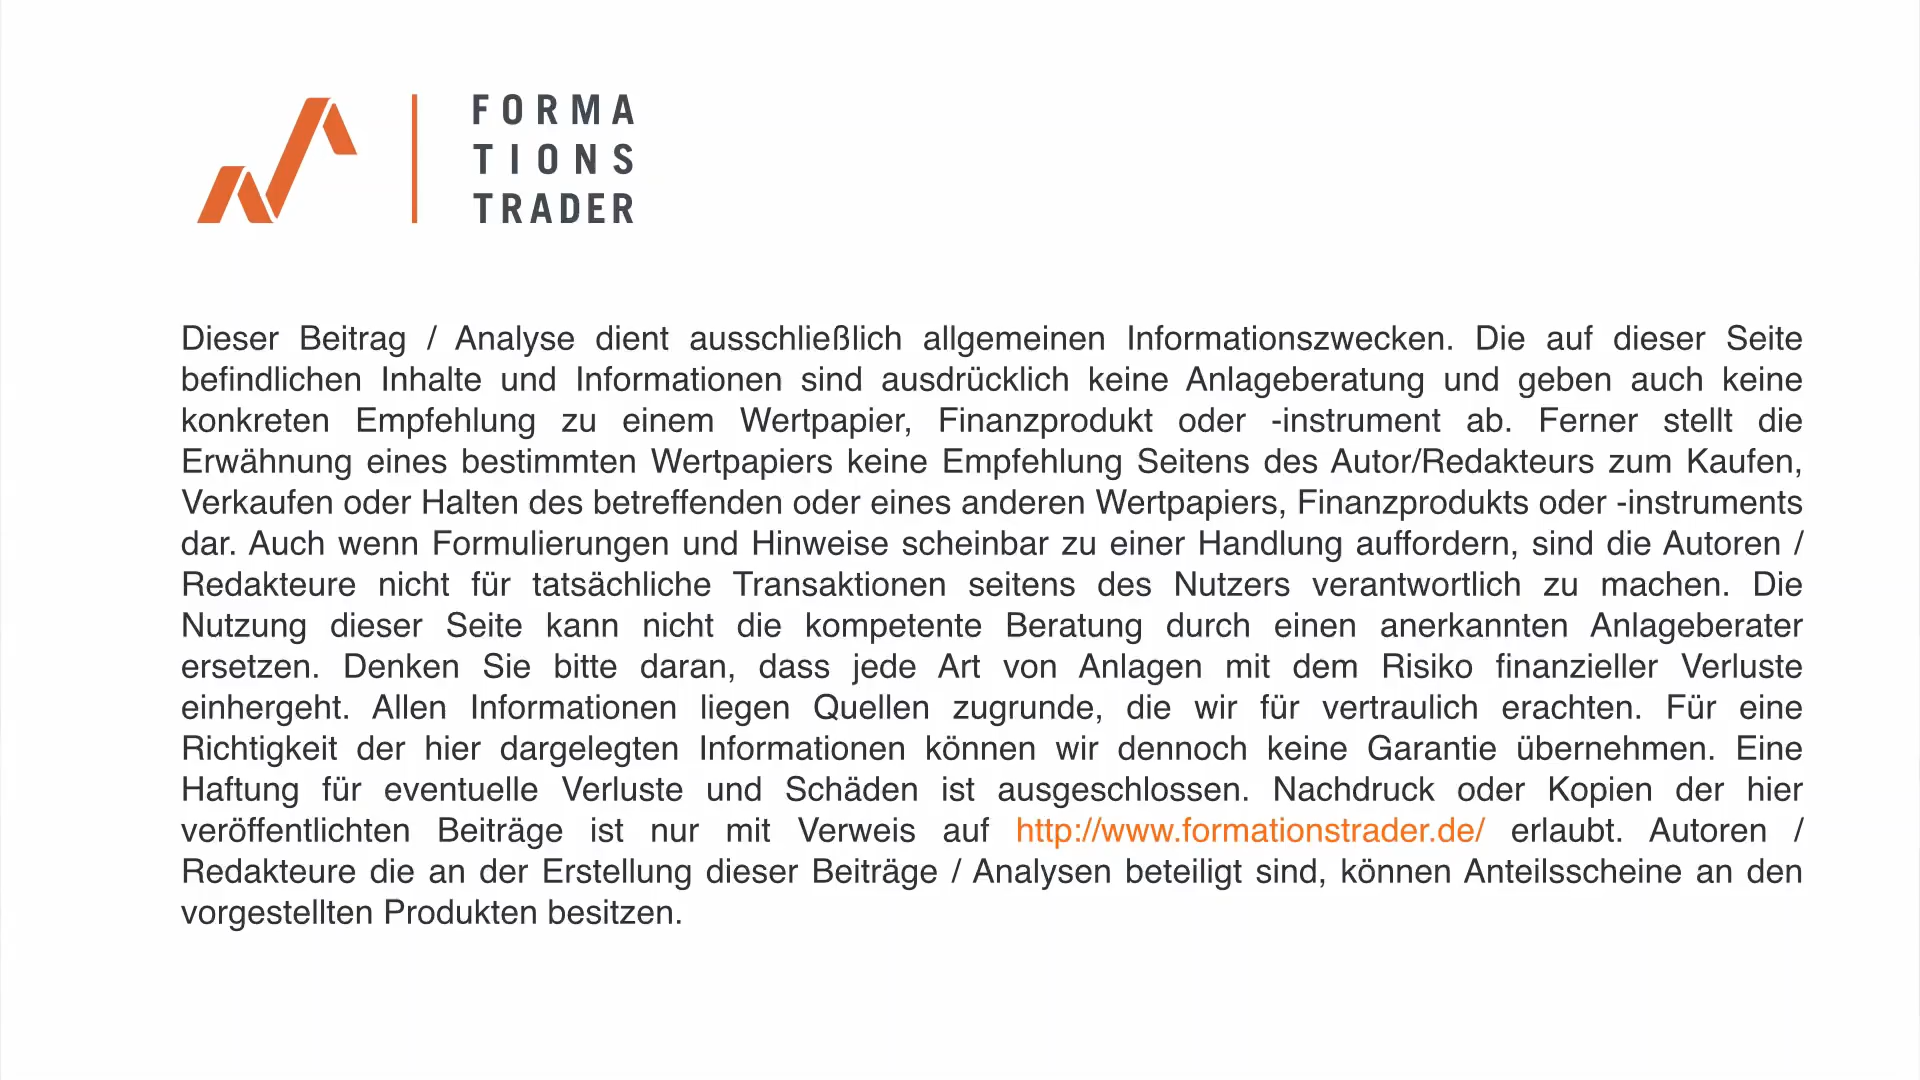 FORMA
TIONS
TRADER
Dieser Beitrag / Analyse dient ausschließlich allgemeinen Informationszwecken. Die auf dieser Seite
befindlichen Inhalte und Informationen sind ausdrücklich keine Anlageberatung und geben auch keine
konkreten Empfehlung zu einem Wertpapier, Finanzprodukt oder -instrument ab. Ferner stellt die
Erwähnung eines bestimmten Wertpapiers keine Empfehlung Seitens des Autor/Redakteurs zum Kaufen,
Verkaufen oder Halten des betreffenden oder eines anderen Wertpapiers, Finanzprodukts oder -instruments
dar. Auch wenn Formulierungen und Hinweise scheinbar zu einer Handlung auffordern, sind die Autoren /
Redakteure nicht für tatsächliche Transaktionen seitens des Nutzers verantwortlich zu machen. Die
Nutzung dieser Seite kann nicht die kompetente Beratung durch einen anerkannten Anlageberater
ersetzen. Denken Sie bitte daran, dass jede Art von Anlagen mit dem Risiko finanzieller Verluste
einhergeht. Allen Informationen liegen Quellen zugrunde, die wir für vertraulich erachten. Für eine
Richtigkeit der hier dargelegten Informationen können wir dennoch keine Garantie übernehmen. Eine
Haftung für eventuelle Verluste und Schäden ist ausgeschlossen. Nachdruck oder Kopien der hier
veröffentlichten Beiträge ist nur mit Verweis auf http://www.formationstrader.de/ erlaubt. Autoren /
Redakteure die an der Erstellung dieser Beiträge / Analysen beteiligt sind, können Anteilsscheine an den
vorgestellten Produkten besitzen.